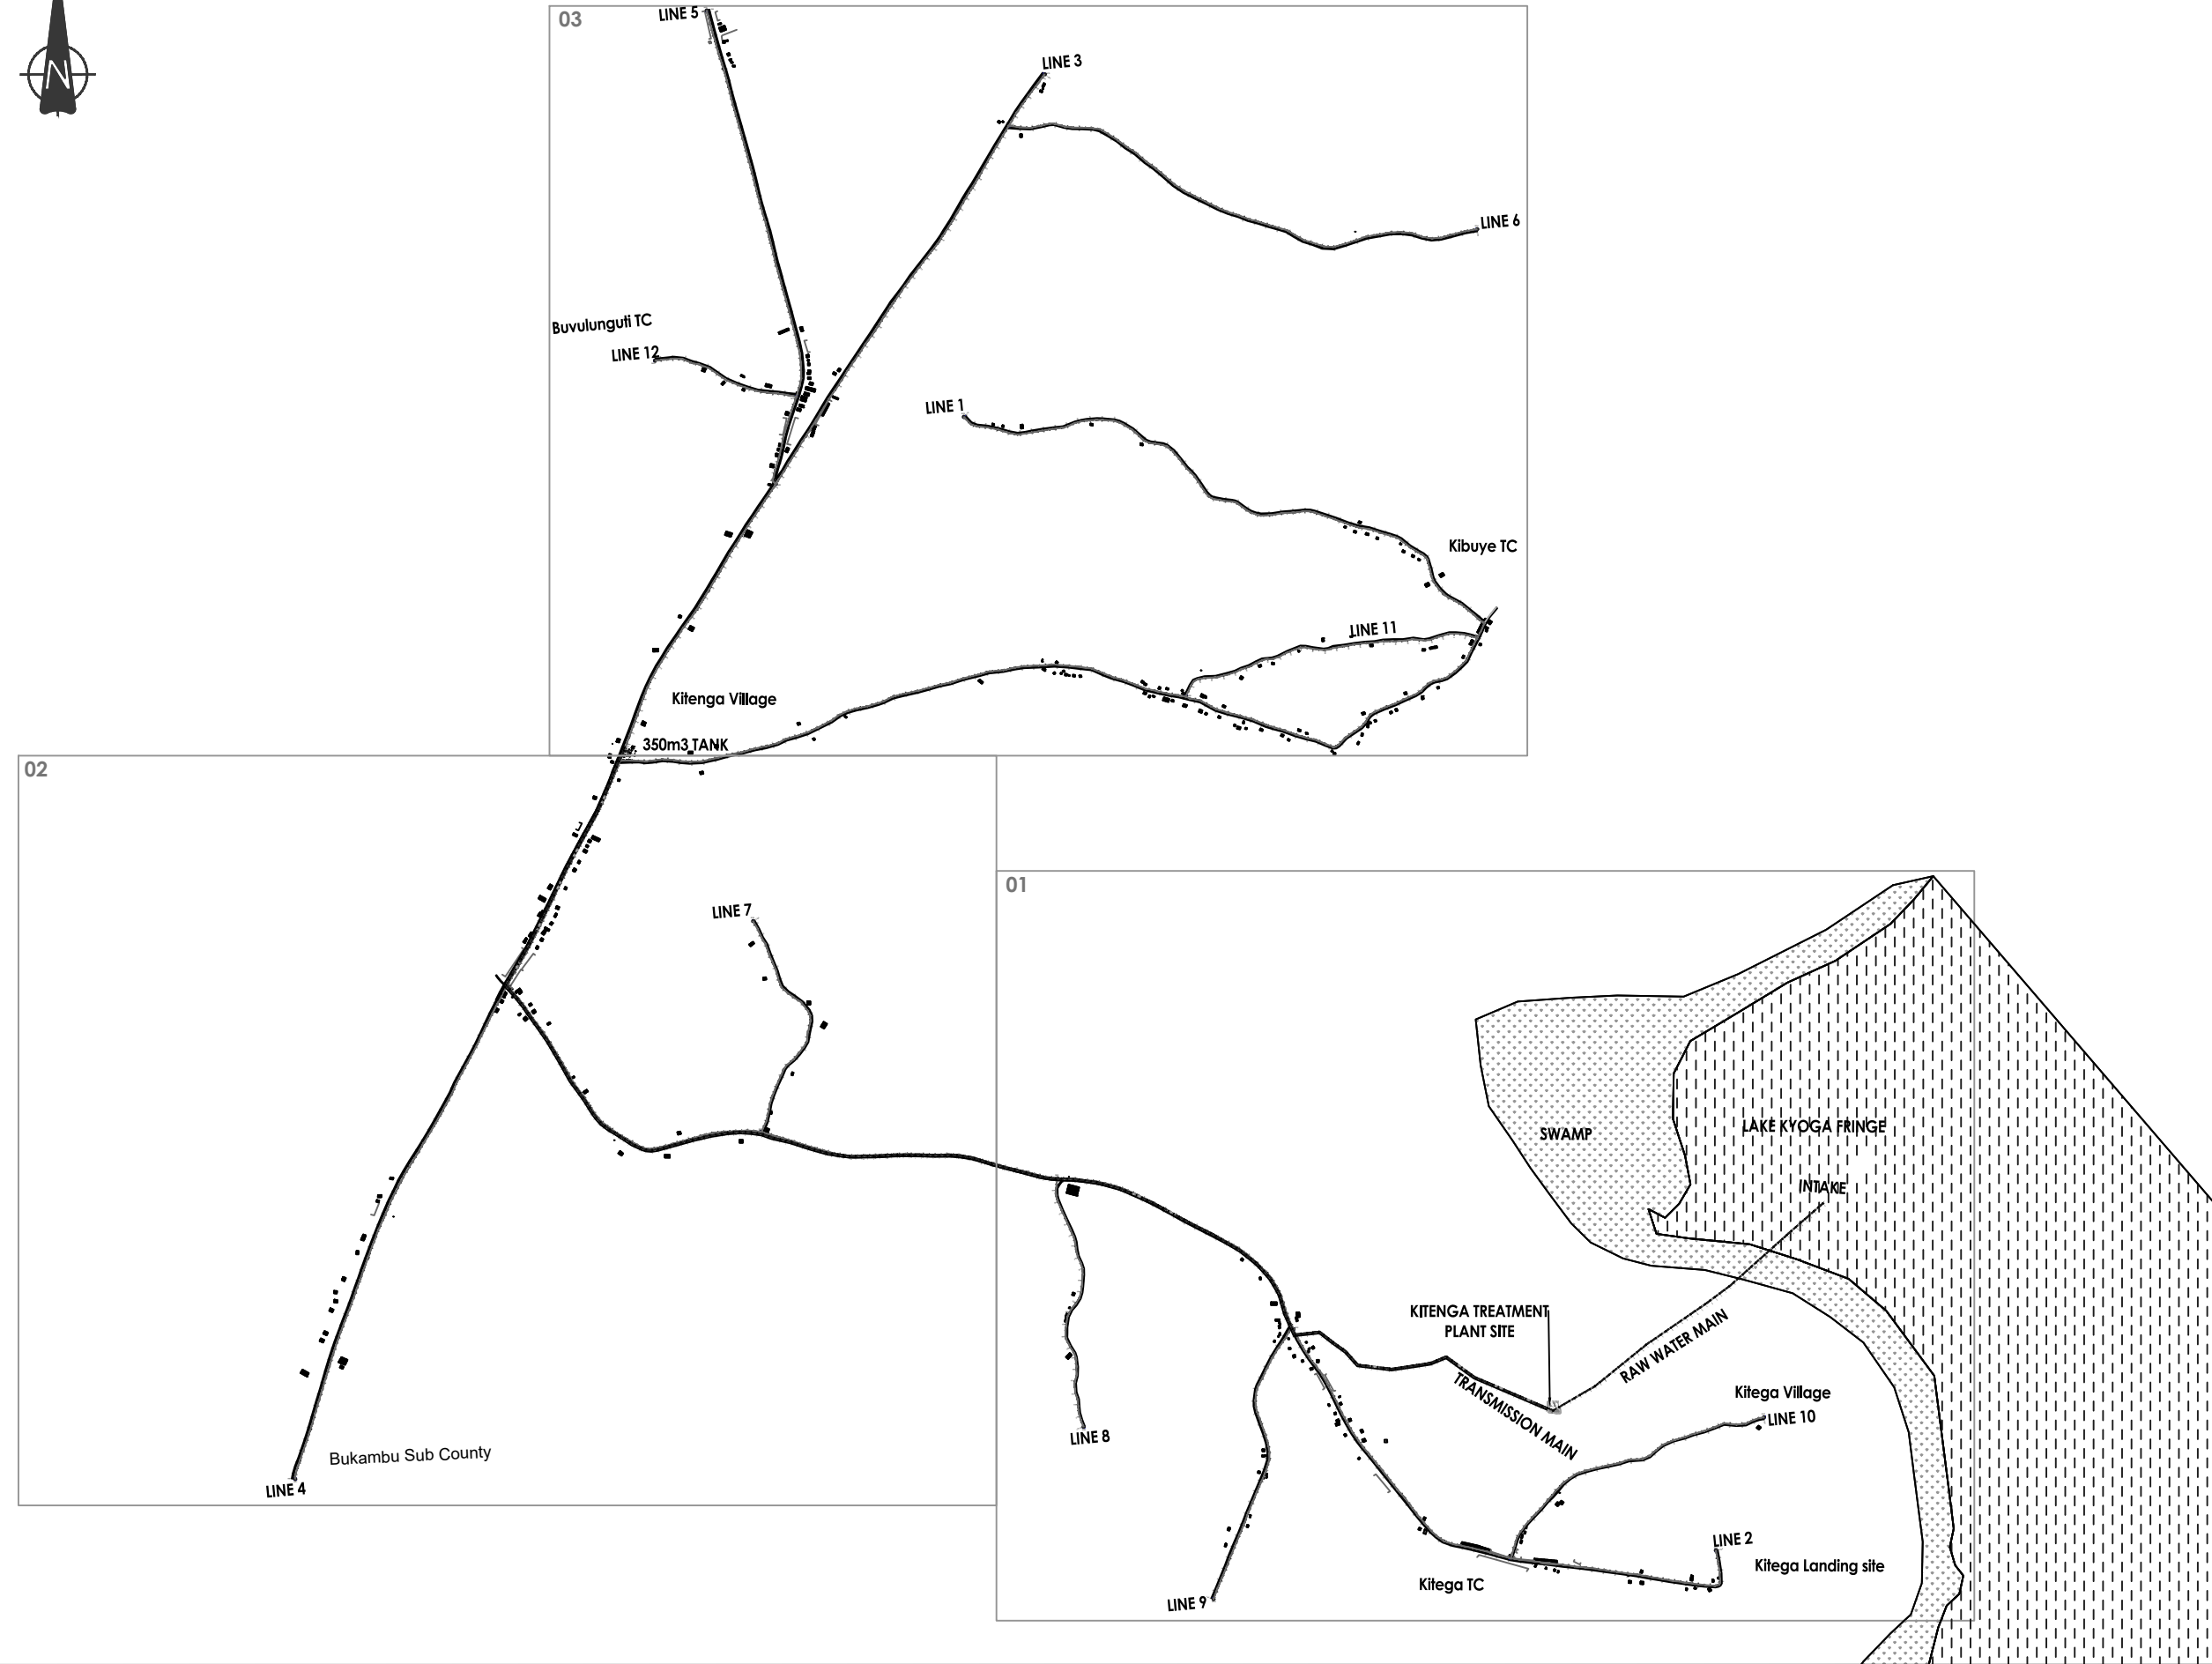 03
LINE 5
LINE 3
N
LINE 6
Buvulunguti TC
LINE 12
LINE 1
Kibuye TC
LINE 11
Kitenga Village
350m3 TANK
02
LINE 7
01
SWAMP
LAKE KYOGA FRINGE
INTAKE
KITENGA TREATMENT
PLANT SITE
RAW WATER MAIN
TRANSMISSION MAIN
Kitega Village
LINE 10
LINE 8
Bukambu Sub County
LINE 4
LINE 2
Kitega Landing site
Kitega TC
LINE 9